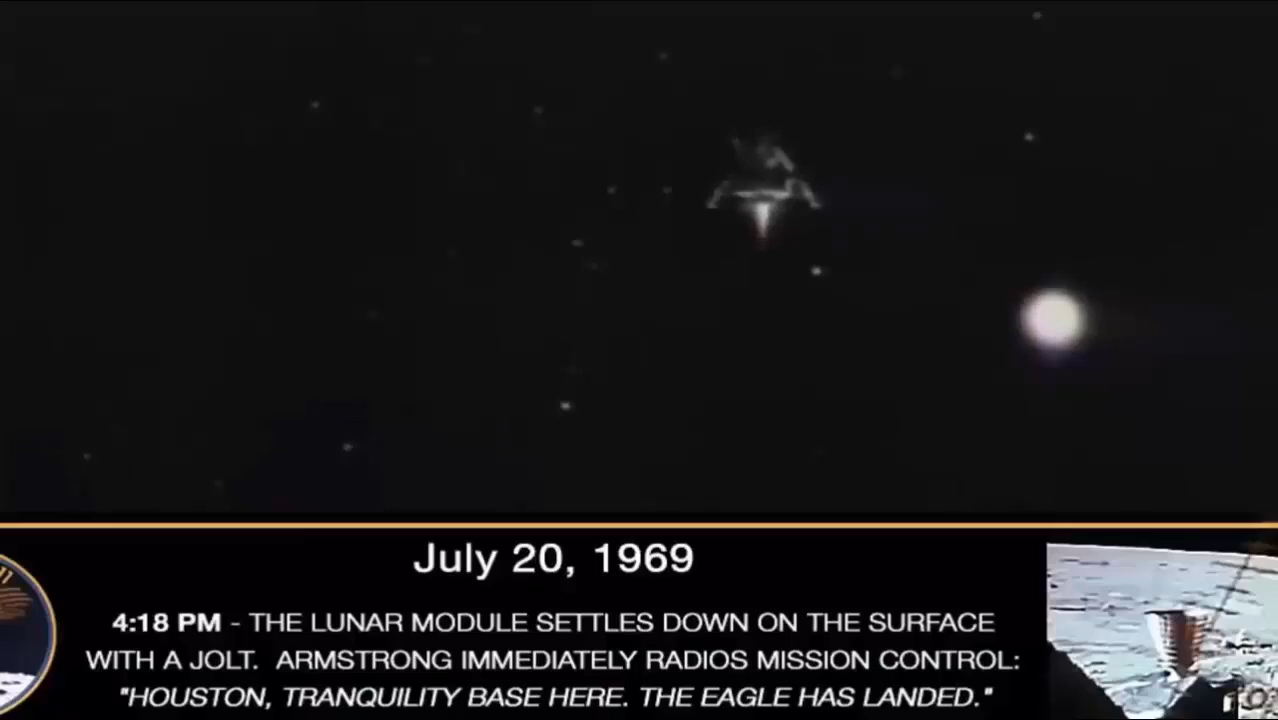 July 20, 1969
4:18 PM - THE LUNAR MODULE SETTLES DOWN ON THE SURFACE
WITH A JOLT. ARMSTRONG IMMEDIATELY RADIOS MISSION CONTROL:
"HOUSTON, TRANQUILITY BASE HERE. THE EAGLE HAS LANDED."